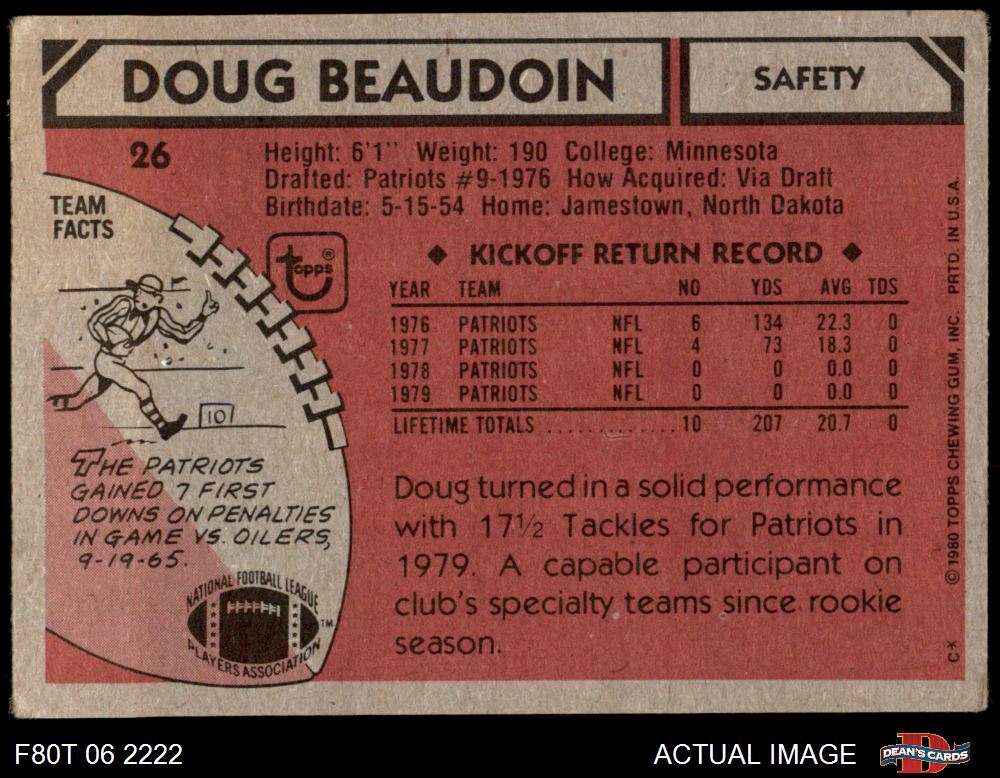 DOUG BEAUDOIN
SAFETY
26
Height: 6'1" Weight: 190 College: Minnesota
Drafted: Patriots #9-1976 How Acquired: Via Draft
Birthdate: 5-15-54 Home: Jamestown, North Dakota
TEAM
FACTS
topps ®
◆ KICKOFF RETURN RECORD ◆
YEAR TEAM NO YDS AVG TDS
1976 PATRIOTS NFL 6 134 22.3 0
1977 PATRIOTS NFL 4 73 18.3 0
1978 PATRIOTS NFL 0 0 0.0 0
1979 PATRIOTS NFL 0 0 0.0 0
LIFETIME TOTALS ............. 10 207 20.7 0
10
THE PATRIOTS
GAINED 7 FIRST
DOWNS ON PENALTIES
IN GAME VS. OILERS,
9-19-65.
Doug turned in a solid performance
with 17½ Tackles for Patriots in
1979. A capable participant on
club's specialty teams since rookie
season.
NATIONAL FOOTBALL LEAGUE
PLAYERS ASSOCIATION
TM
© 1980 TOPPS CHEWING GUM, INC. PRTD. IN U.S.A.
C*
F80T 06 2222
ACTUAL IMAGE
DEAN'S CARDS